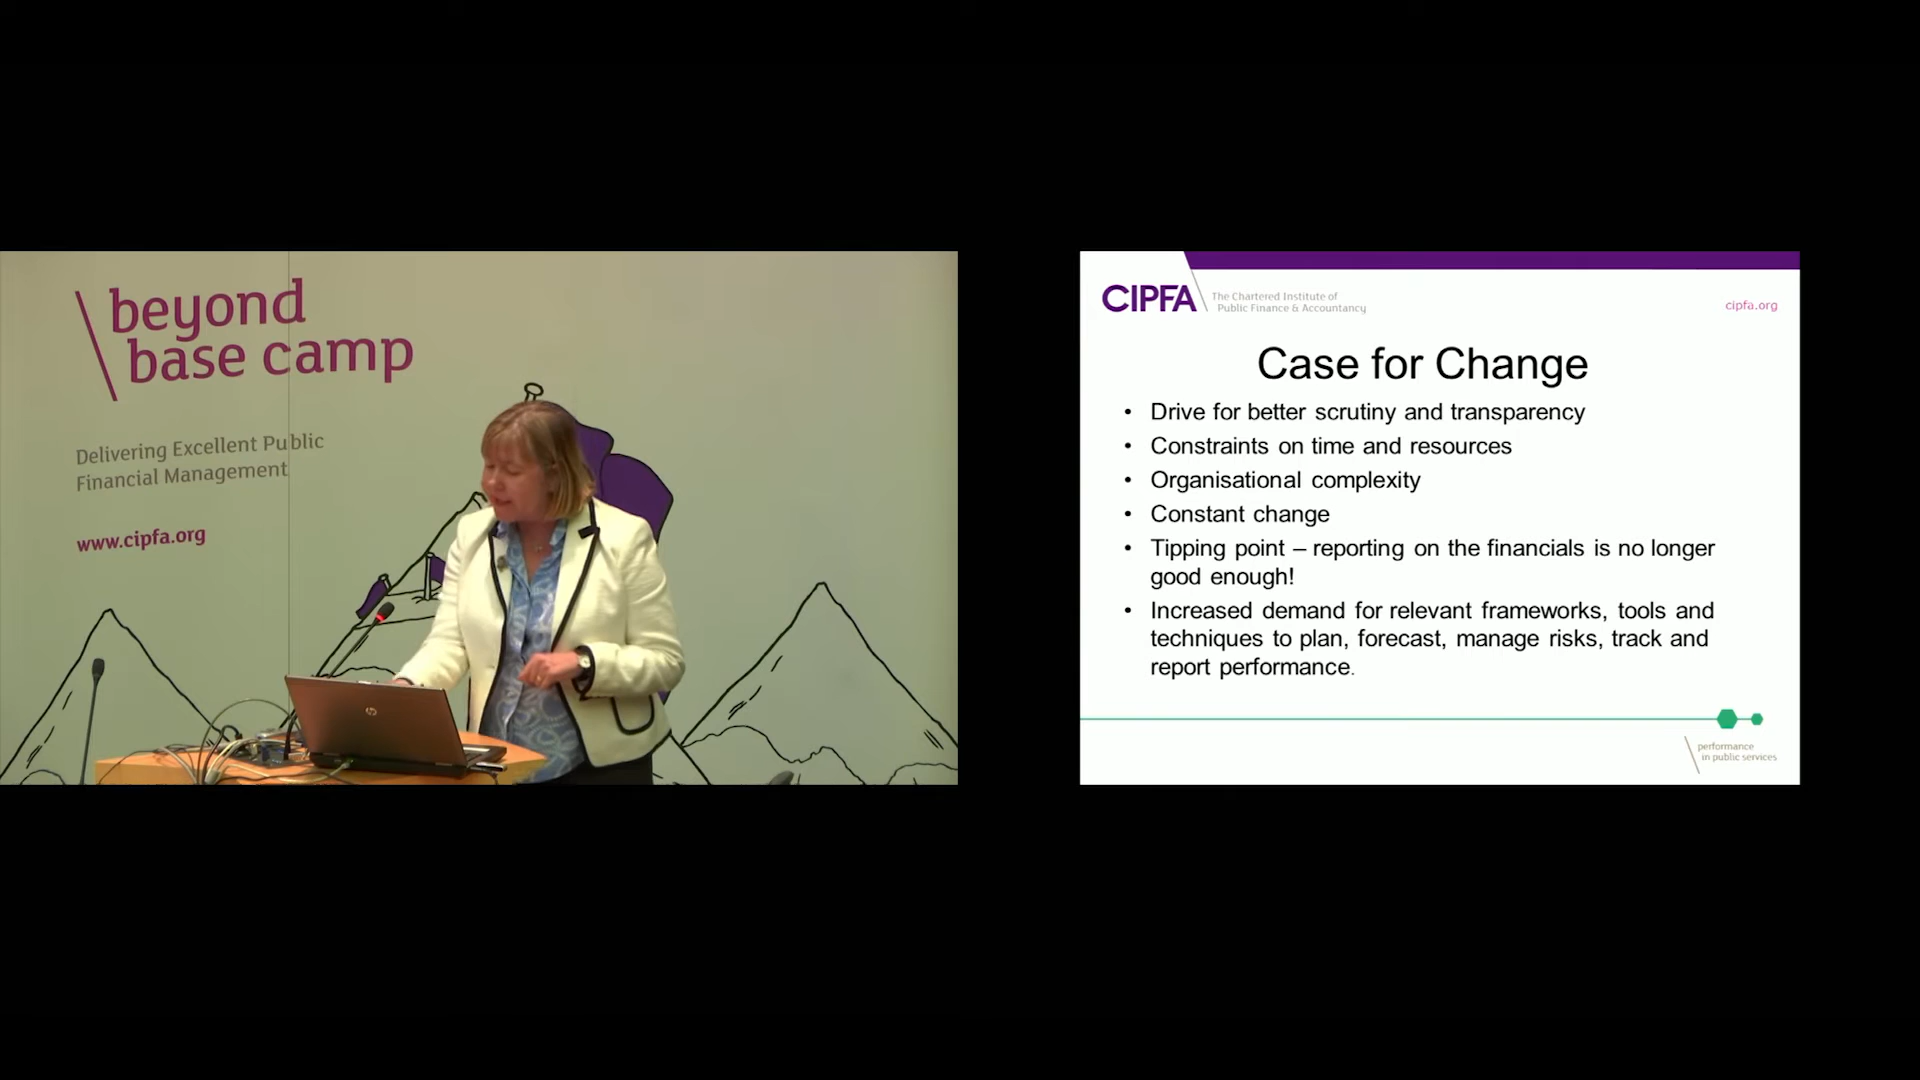 beyond
base camp
Delivering Excellent Public
Financial Management
www.cipfa.org
CIPFA
The Chartered Institute of
Public Finance & Accountancy
cipfa.org
Case for Change
• Drive for better scrutiny and transparency
• Constraints on time and resources
• Organisational complexity
• Constant change
• Tipping point – reporting on the financials is no longer
good enough!
• Increased demand for relevant frameworks, tools and
techniques to plan, forecast, manage risks, track and
report performance.
performance
in public services
hp